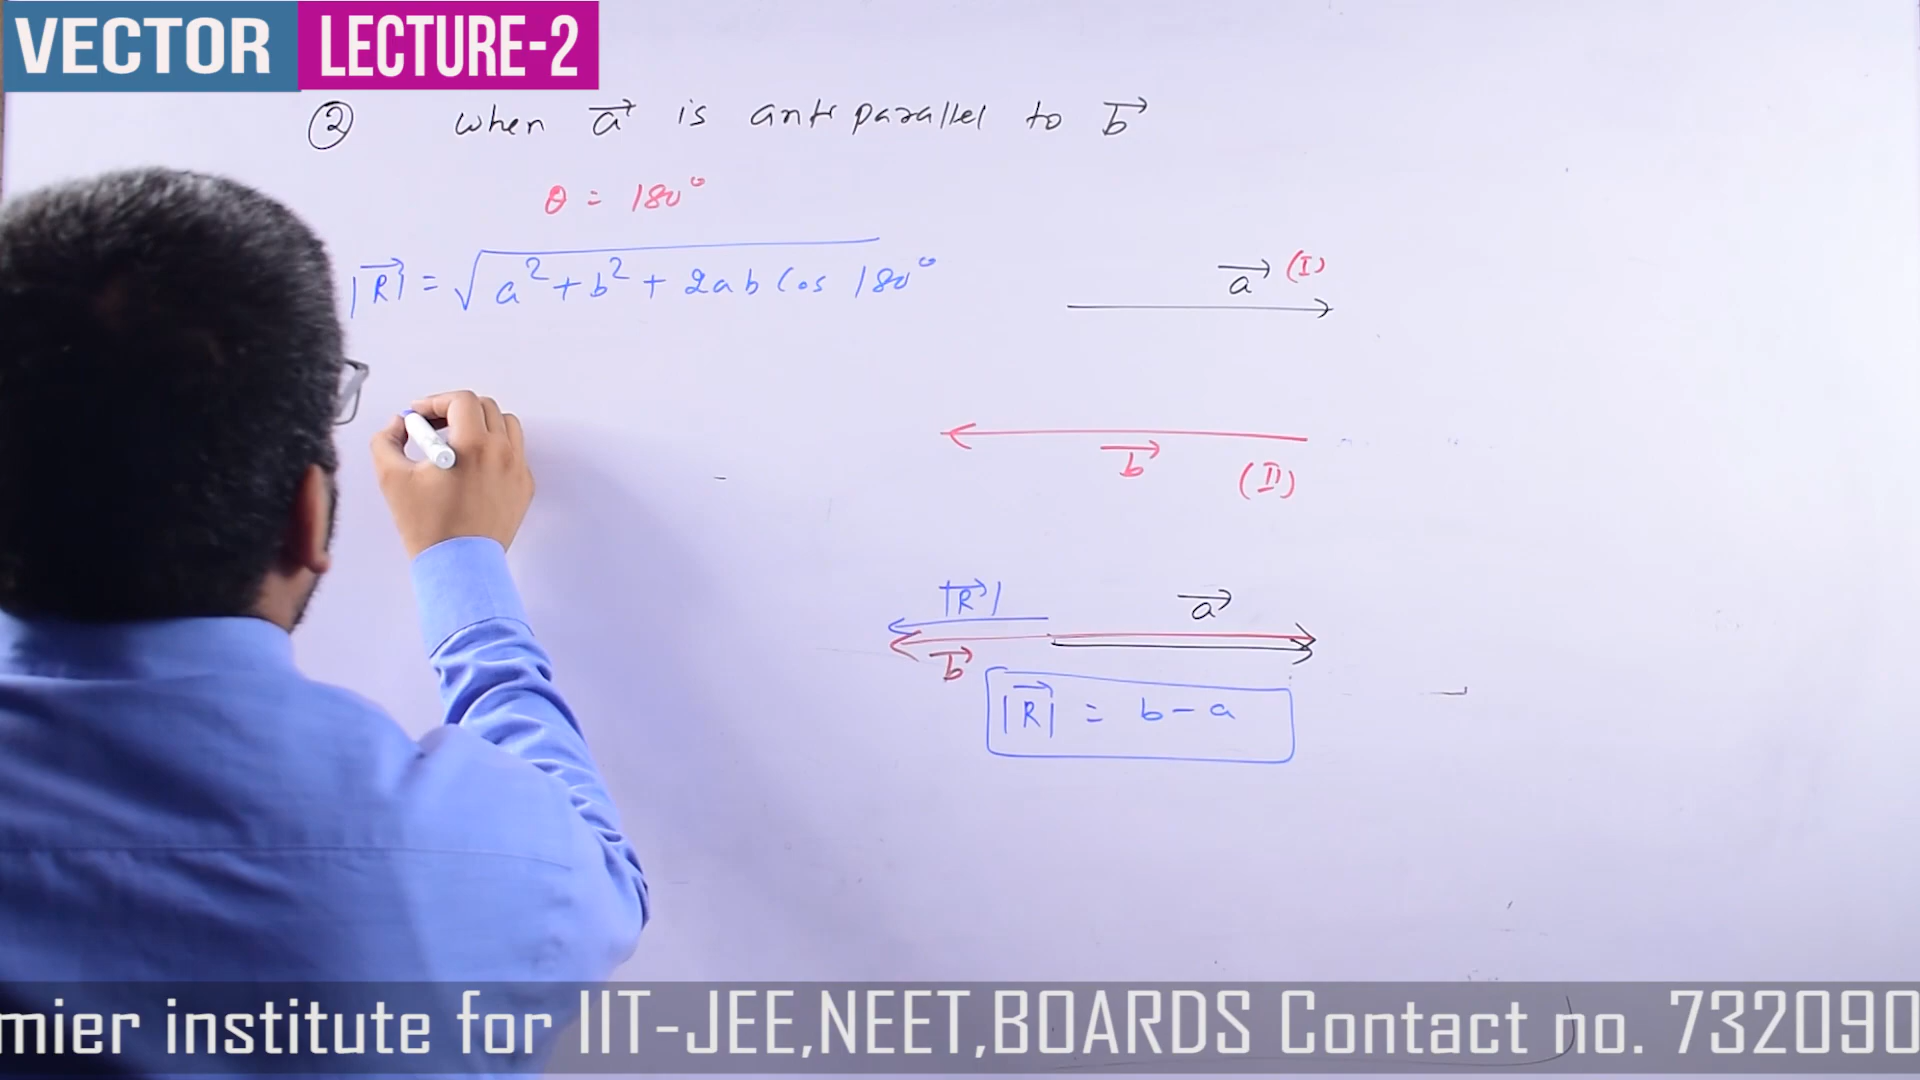 VECTOR LECTURE-2
② When a⃗ is anti parallel to b⃗
θ = 180°
|R⃗| = √(a² + b² + 2ab Cos 180°)
a⃗ (I)
b⃗
(II)
|R⃗|
a⃗
b⃗
|R⃗| = b - a
mier institute for IIT-JEE,NEET,BOARDS Contact no. 732090